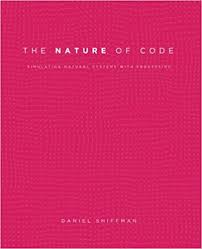 THE NATURE OF CODE
SIMULATING NATURAL SYSTEMS WITH PROCESSING
DANIEL SHIFFMAN